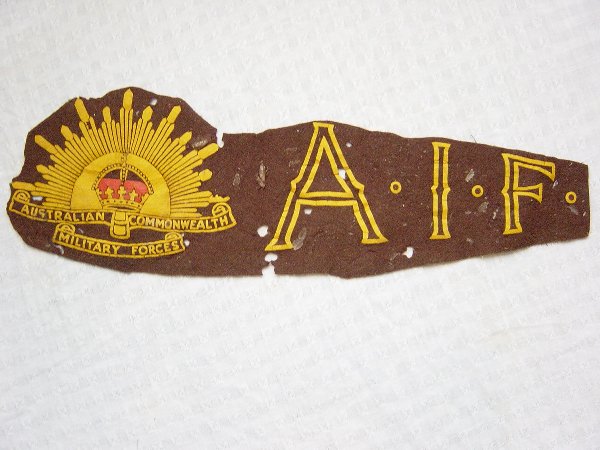 AUSTRALIAN COMMONWEALTH
MILITARY FORCES
A·I·F·